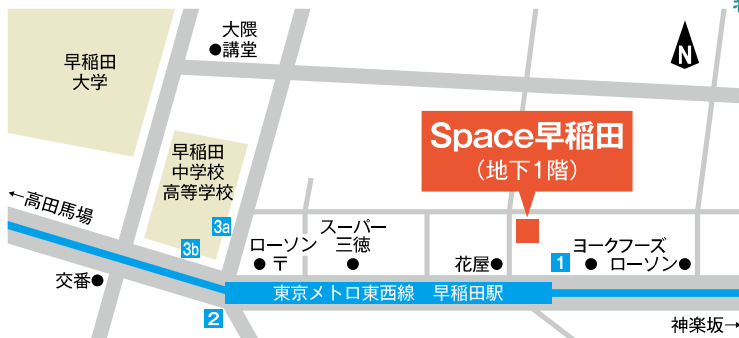 大隈
講堂
早稲田
大学
N
Space早稲田
（地下1階）
早稲田
中学校
高等学校
←高田馬場
3a
3b
ローソン
〒
スーパー
三徳
花屋
1
ヨークフーズ
ローソン
交番
東京メトロ東西線　早稲田駅
2
神楽坂→